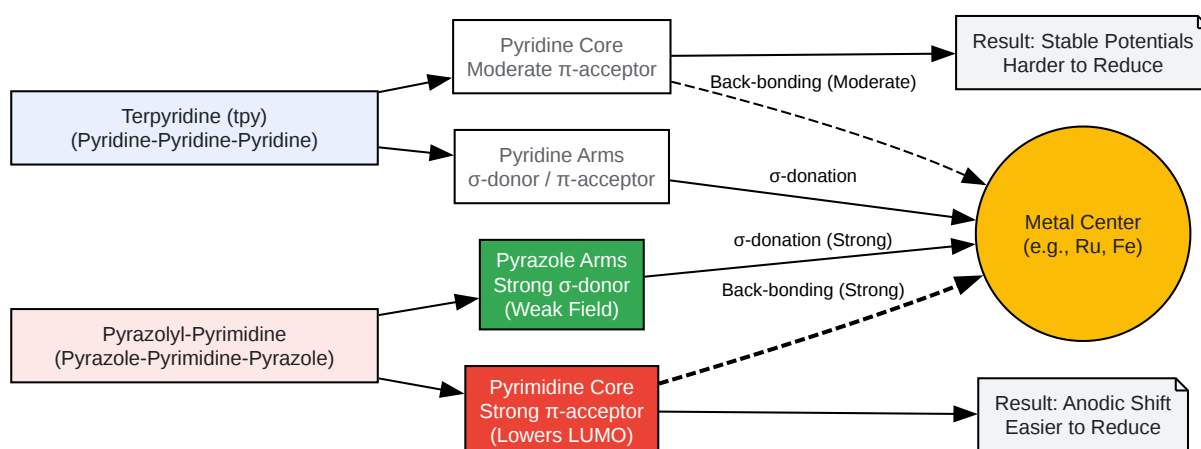 Terpyridine (tpy)
(Pyridine-Pyridine-Pyridine)
Pyridine Core
Moderate π-acceptor
Pyridine Arms
σ-donor / π-acceptor
Back-bonding (Moderate)
σ-donation
Result: Stable Potentials
Harder to Reduce
Metal Center
(e.g., Ru, Fe)
Pyrazolyl-Pyrimidine
(Pyrazole-Pyrimidine-Pyrazole)
Pyrazole Arms
Strong σ-donor
(Weak Field)
Pyrimidine Core
Strong π-acceptor
(Lowers LUMO)
σ-donation (Strong)
Back-bonding (Strong)
Result: Anodic Shift
Easier to Reduce